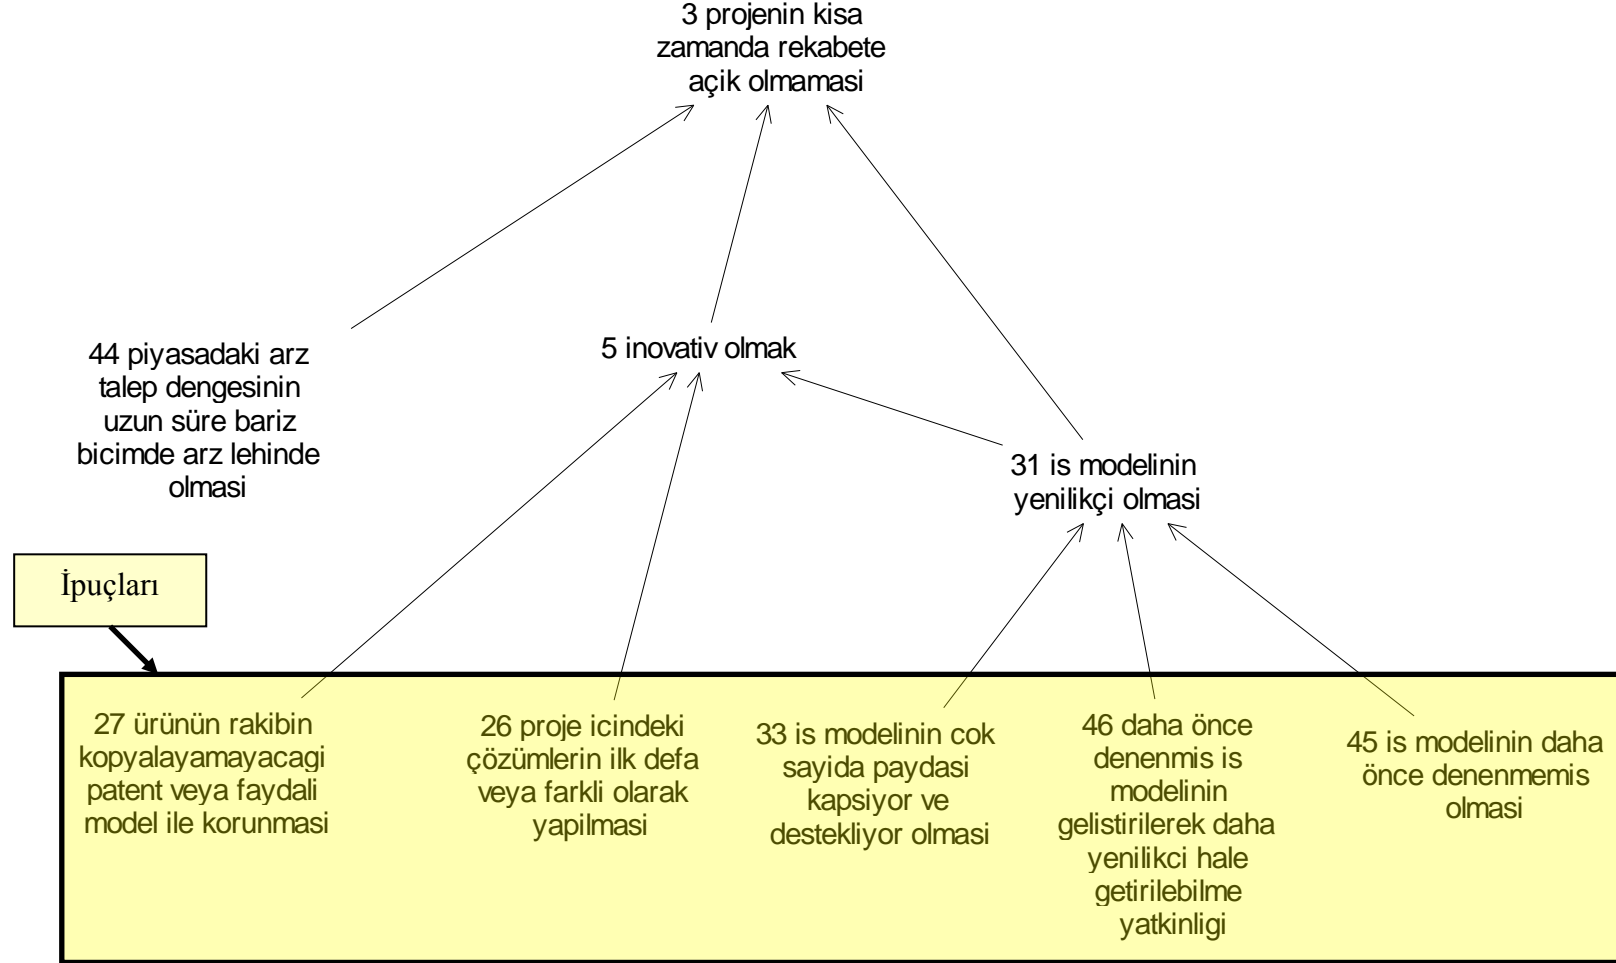 3 projenin kisa
zamanda rekabete
açik olmamasi
44 piyasadaki arz
talep dengesinin
uzun süre bariz
bicimde arz lehinde
olmasi
5 inovativ olmak
31 is modelinin
yenilikçi olmasi
İpuçları
27 ürünün rakibin
kopyalayamayacagi
patent veya faydali
model ile korunmasi
26 proje icindeki
çözümlerin ilk defa
veya farkli olarak
yapilmasi
33 is modelinin cok
sayida paydasi
kapsiyor ve
destekliyor olmasi
46 daha önce
denenmis is
modelinin
gelistirilerek daha
yenilikci hale
getirilebilme
yatkinligi
45 is modelinin daha
önce denenmemis
olmasi